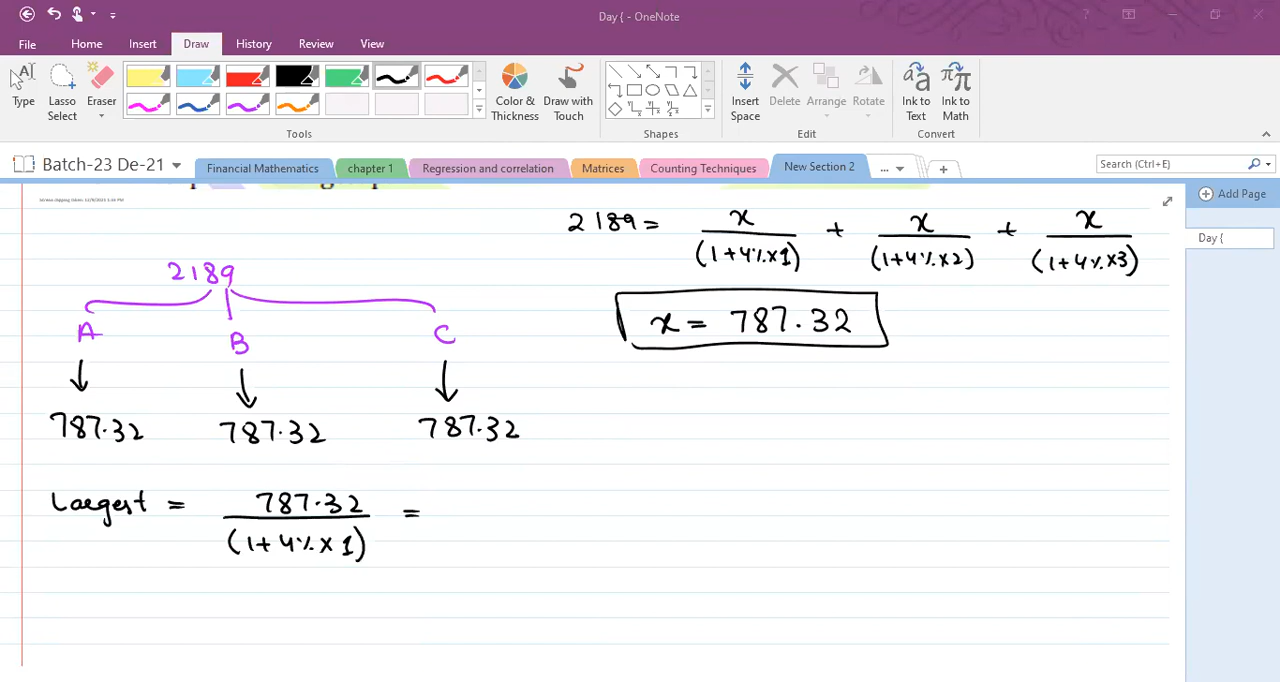 Day { - OneNote
File Home Insert Draw History Review View
Type Lasso Select Eraser Color & Thickness Draw with Touch Insert Space Delete Arrange Rotate Ink to Text Ink to Math
Tools Shapes Edit Convert
Batch-23 De-21 Financial Mathematics chapter 1 Regression and correlation Matrices Counting Techniques New Section 2 ... Search (Ctrl+E)
Add Page
Day {
2189 = x/(1+4%×1) + x/(1+4%×2) + x/(1+4%×3)
x = 787.32
2189
A B C
787.32 787.32 787.32
Largest = 787.32/(1+4%×1) =